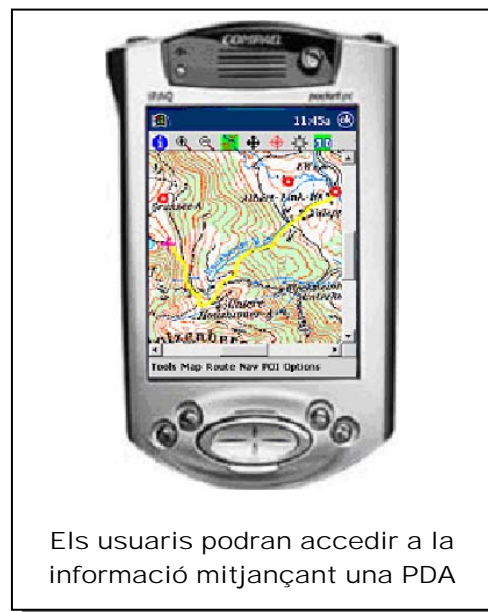 COMPAQ
iPAQ pocket pc
11:45a ok
Tools Map Route Nav POI Options
Els usuaris podran accedir a la
informació mitjançant una PDA